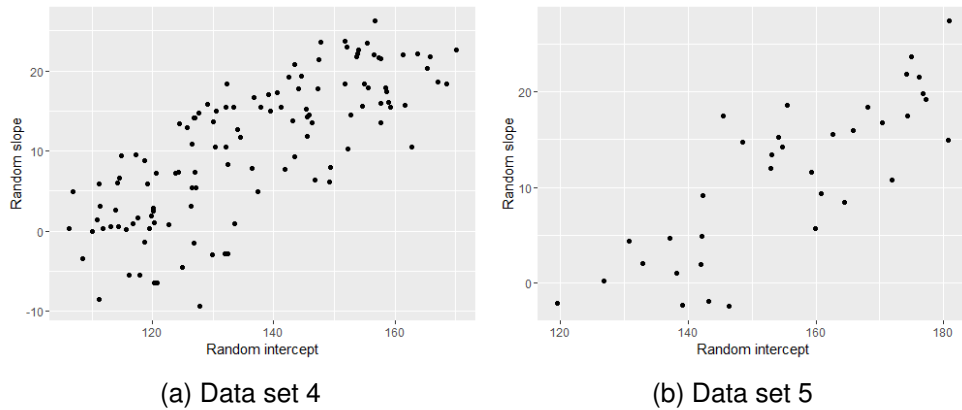 Random slope
20
10
0
-10
120
140
160
Random intercept
(a) Data set 4
Random slope
20
10
0
120
140
160
180
Random intercept
(b) Data set 5